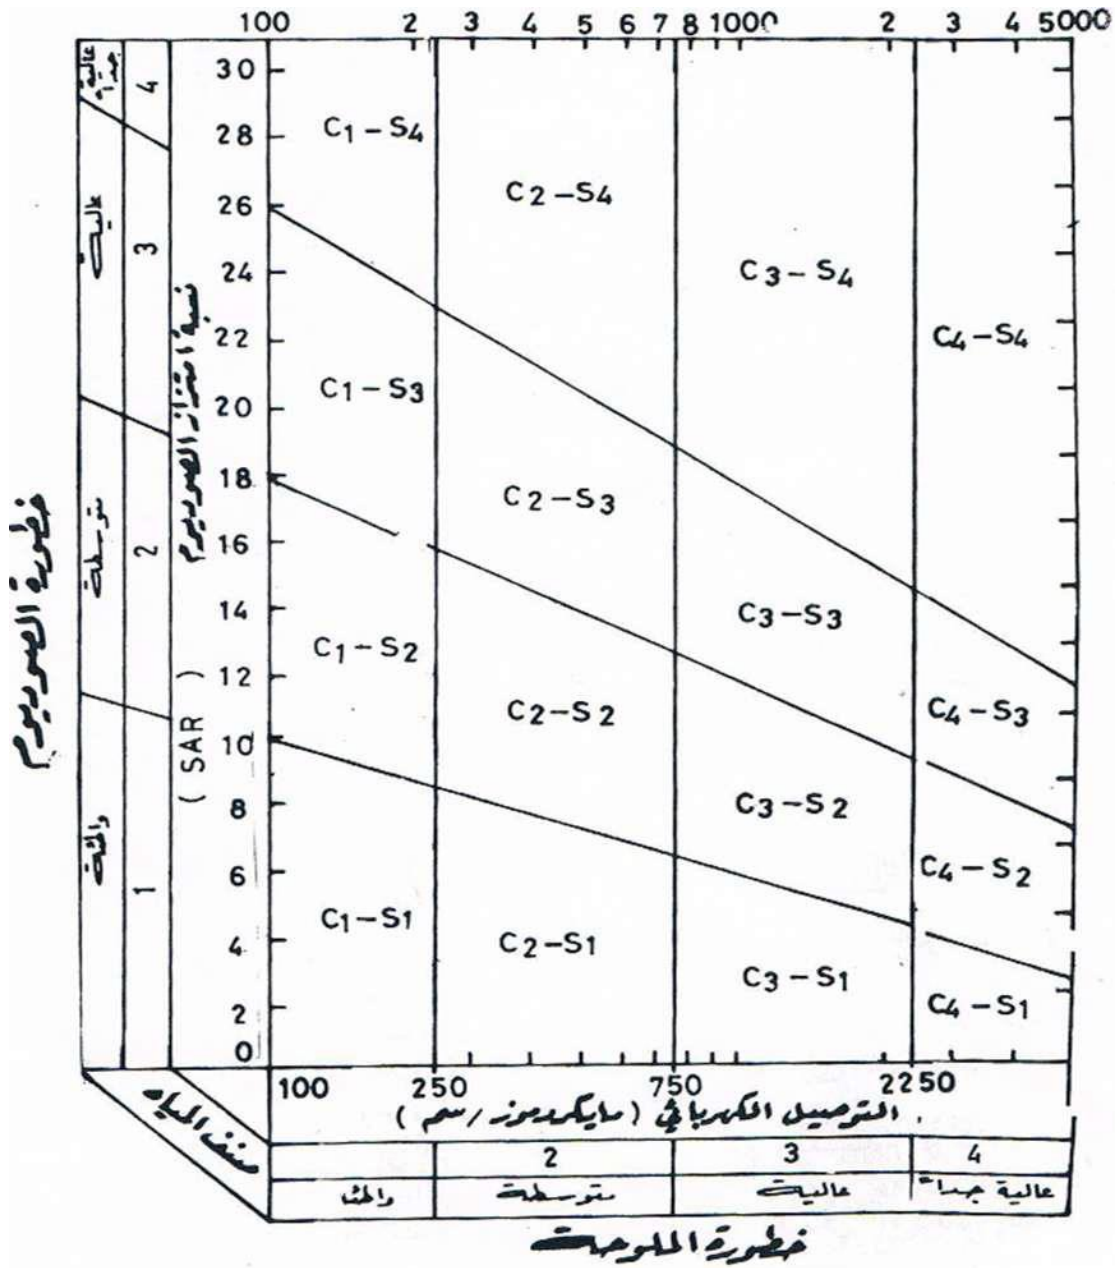 100 2 3 4 5 6 7 8 1000 2 3 4 5000
عالية جداً
عالية
متوسطة
واطئة
4
3
2
1
خطورة الصوديوم
نسبة امتزاز الصوديوم
(SAR)
30
28
26
24
22
20
18
16
14
12
10
8
6
4
2
0
C1-S4
C2-S4
C3-S4
C4-S4
C1-S3
C2-S3
C3-S3
C4-S3
C1-S2
C2-S2
C3-S2
C4-S2
C1-S1
C2-S1
C3-S1
C4-S1
100 250 750 2250
التوصيل الكهربائي (مايكروموز/سم)
صنف المياه
2 3 4
واطئا متوسطة عالية عالية جداً
خطورة الملوحة